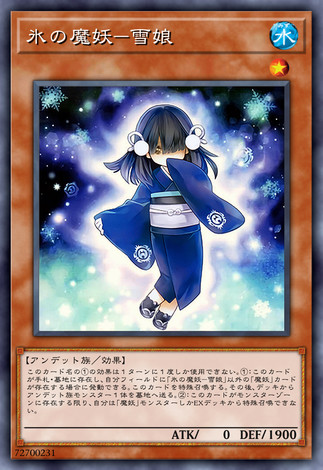 氷の魔妖－雪娘
水
【アンデット族／効果】
このカード名の①の効果は１ターンに１度しか使用できない。①：このカード
が手札・墓地に存在し、自分フィールドに「氷の魔妖－雪娘」以外の「魔妖」カード
が存在する場合に発動できる。このカードを特殊召喚する。その後、デッキから
アンデット族モンスター１体を墓地へ送る。②：このカードがモンスターゾー
ンに存在する限り、自分は「魔妖」モンスターしかEXデッキから特殊召喚でき
ない。
ATK/ 0 DEF/1900
72700231